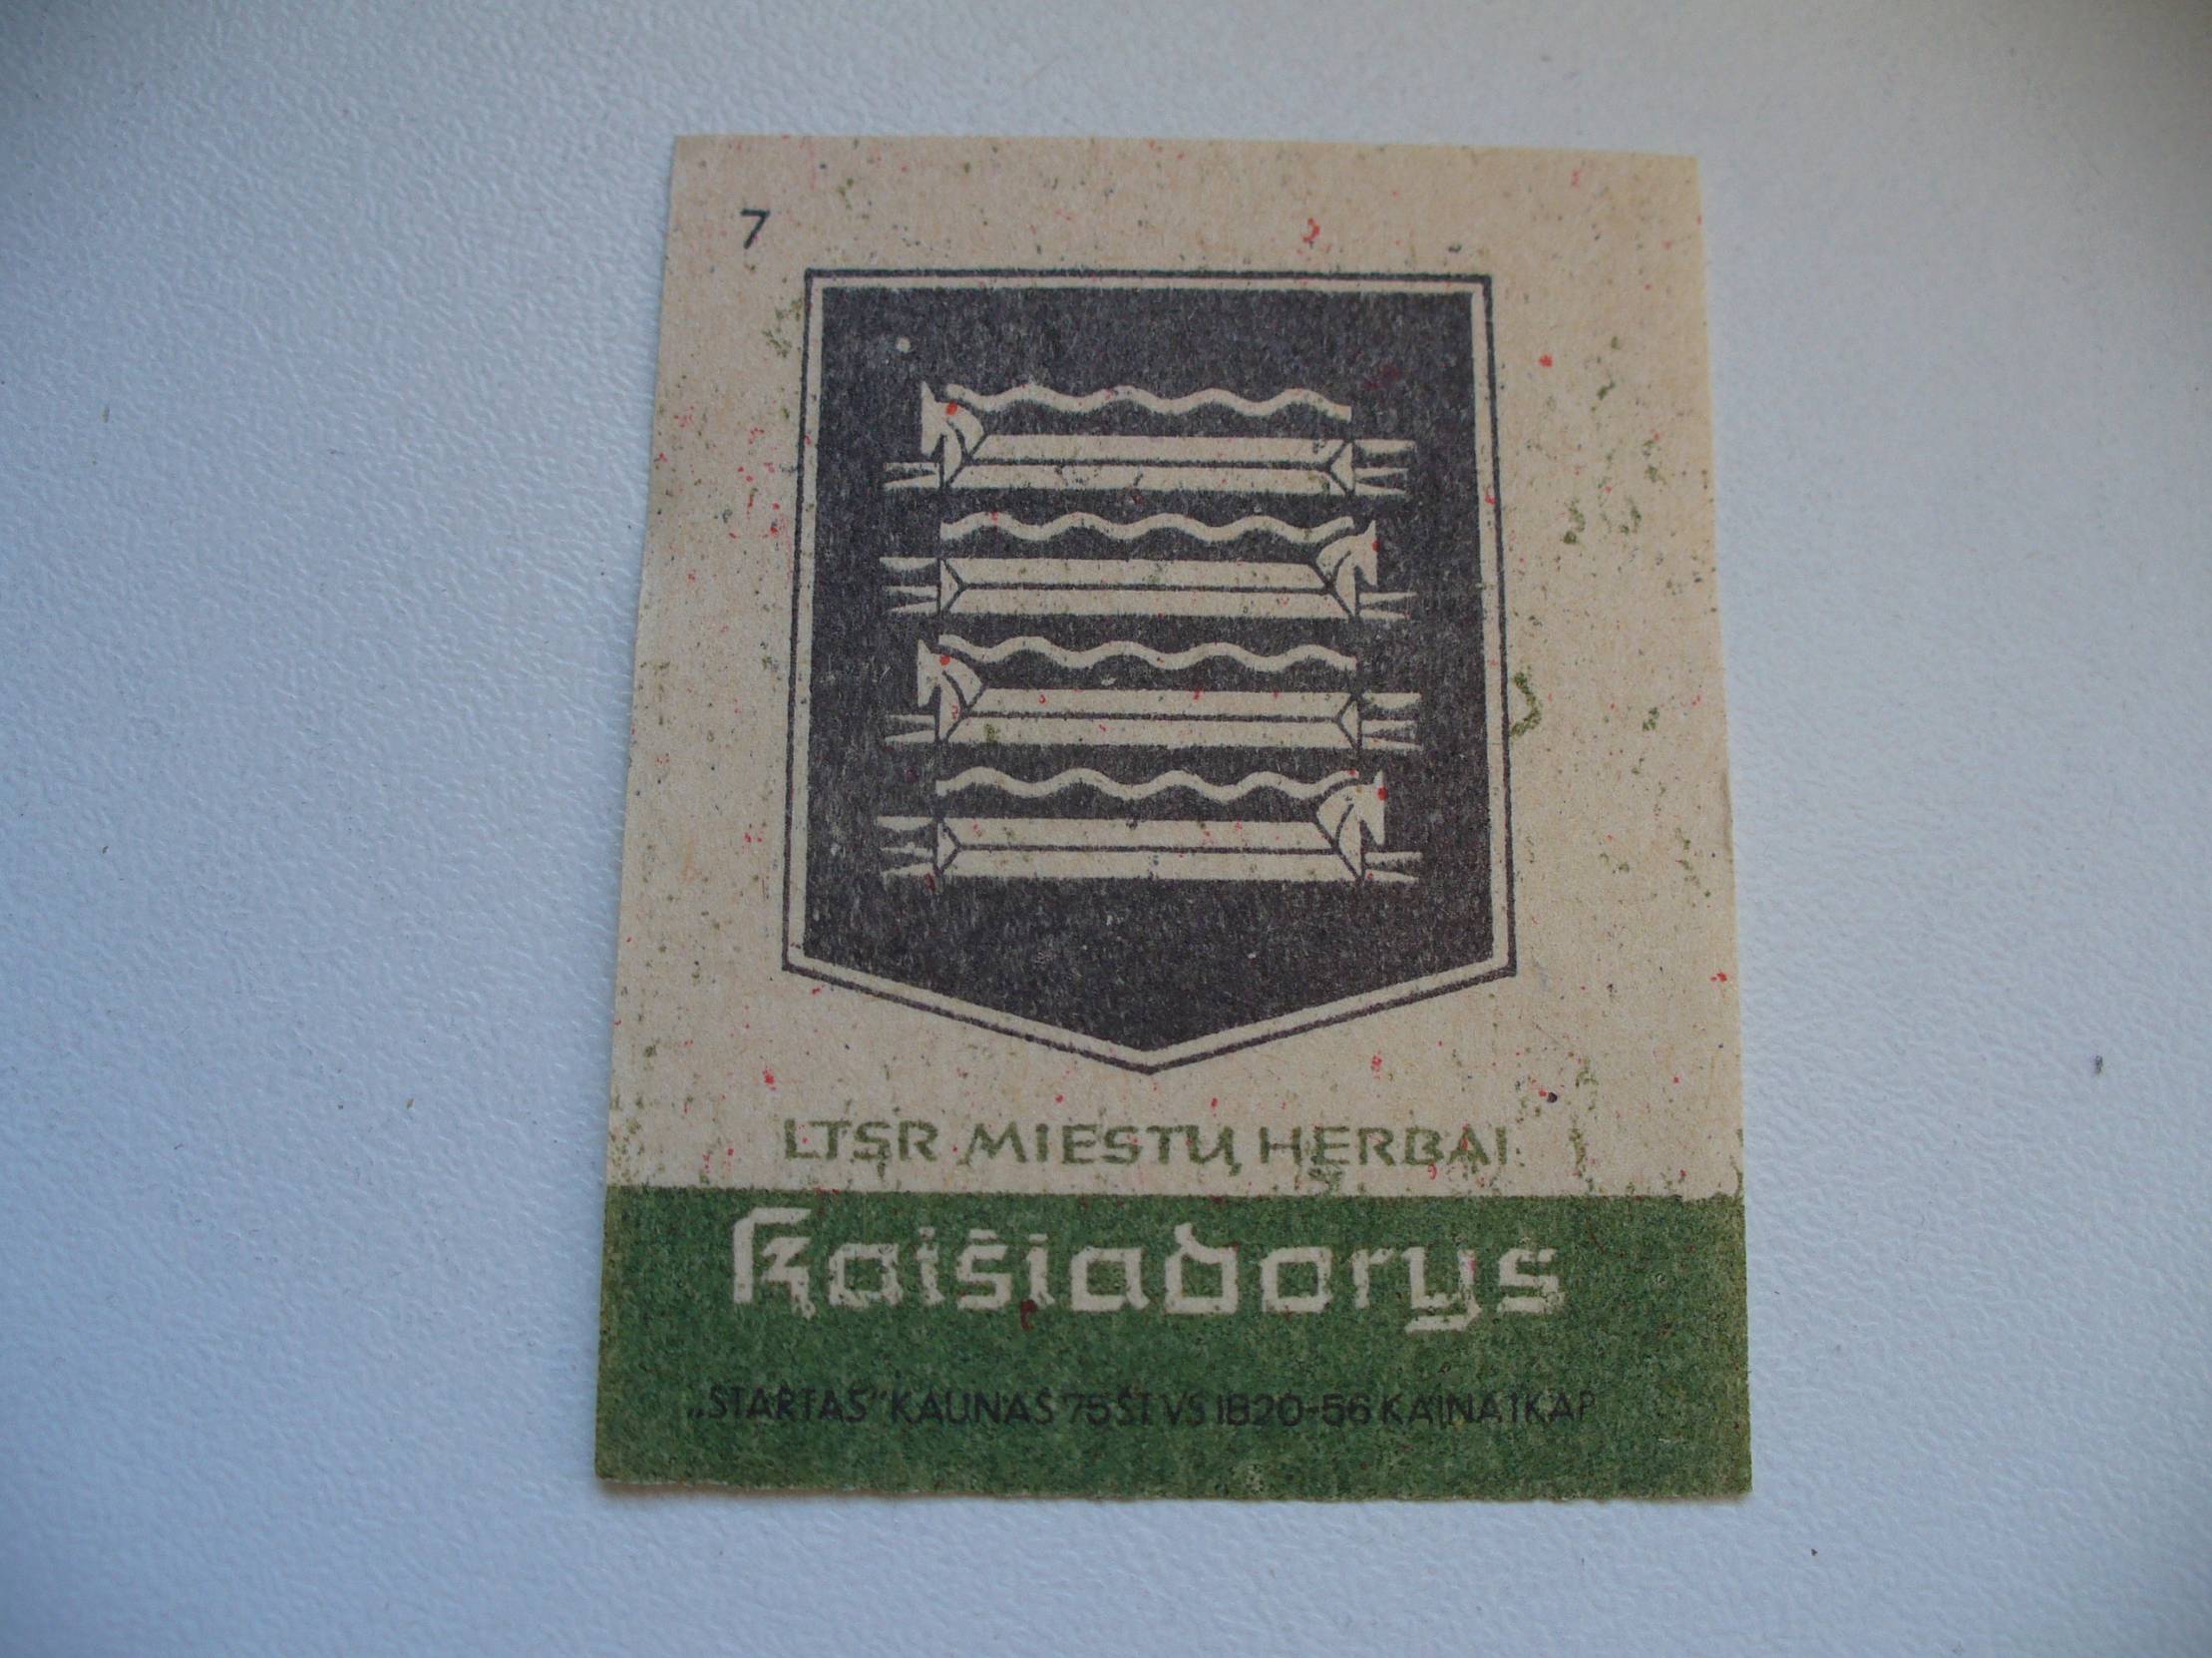 7
LTSR MIESTŲ HERBAI
Kaišiadorys
„STARTAS“ KAUNAS 75 ŠT. VS 1820-56 KAINA 1 KAP